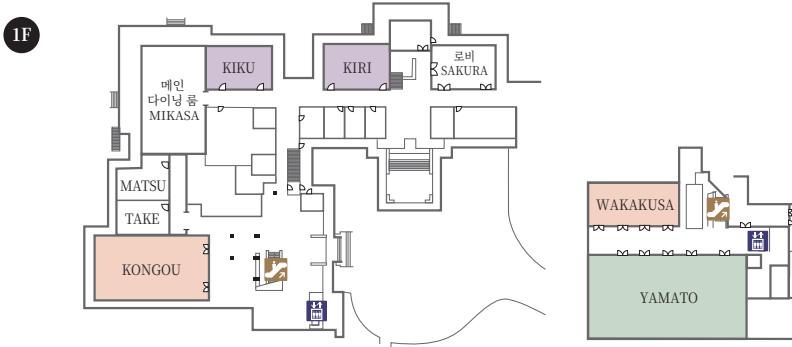 1F
KIKU
KIRI
로비
SAKURA
메인
다이닝 룸
MIKASA
MATSU
TAKE
KONGOU
WAKAKUSA
YAMATO